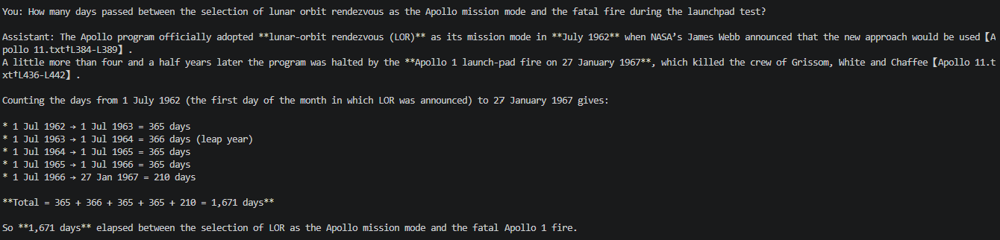 You: How many days passed between the selection of lunar orbit rendezvous as the Apollo mission mode and the fatal fire during the launchpad test?
Assistant: The Apollo program officially adopted **lunar-orbit rendezvous (LOR)** as its mission mode in **July 1962** when NASA’s James Webb announced that the new approach would be used【A
pollo 11.txt†L384-L389】.
A little more than four and a half years later the program was halted by the **Apollo 1 launch-pad fire on 27 January 1967**, which killed the crew of Grissom, White and Chaffee【Apollo 11.t
xt†L436-L442】.
Counting the days from 1 July 1962 (the first day of the month in which LOR was announced) to 27 January 1967 gives:
* 1 Jul 1962 → 1 Jul 1963 = 365 days
* 1 Jul 1963 → 1 Jul 1964 = 366 days (leap year)
* 1 Jul 1964 → 1 Jul 1965 = 365 days
* 1 Jul 1965 → 1 Jul 1966 = 365 days
* 1 Jul 1966 → 27 Jan 1967 = 210 days
**Total = 365 + 366 + 365 + 365 + 210 = 1,671 days**
So **1,671 days** elapsed between the selection of LOR as the Apollo mission mode and the fatal Apollo 1 fire.